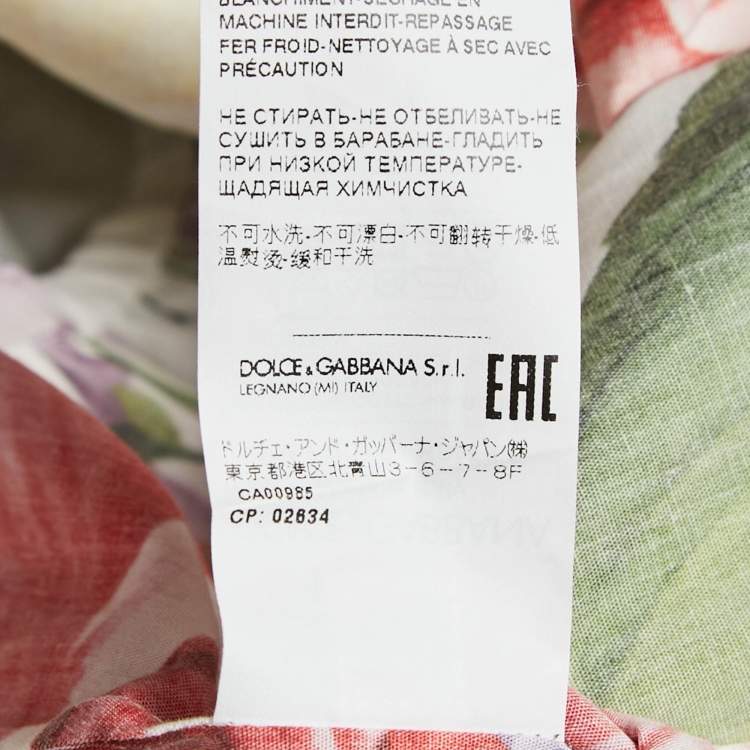 BLANCHIMENT-SÉCHAGE EN
MACHINE INTERDIT-REPASSAGE
FER FROID-NETTOYAGE À SEC AVEC
PRÉCAUTION
НЕ СТИРАТЬ-НЕ ОТБЕЛИВАТЬ-НЕ
СУШИТЬ В БАРАБАНЕ-ГЛАДИТЬ
ПРИ НИЗКОЙ ТЕМПЕРАТУРЕ-
ЩАДЯЩАЯ ХИМЧИСТКА
不可水洗-不可漂白-不可翻转干燥-低
温熨烫-缓和干洗
DOLCE & GABBANA S.r.l.
LEGNANO (MI) ITALY
EAC
ドルチェ・アンド・ガッバーナ・ジャパン(株)
東京都港区北青山3-6-7-8F
CA00985
CP: 02634